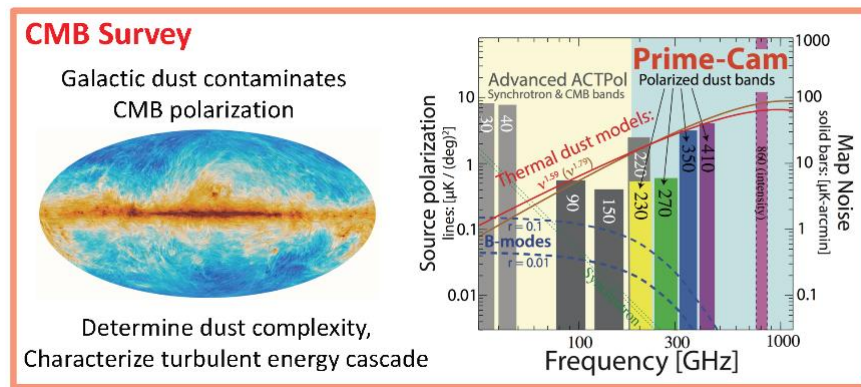 CMB Survey
Galactic dust contaminates
CMB polarization
Determine dust complexity,
Characterize turbulent energy cascade
Prime-Cam
Advanced ACTPol
Synchrotron & CMB bands
Polarized dust bands
Thermal dust models:
ν^1.59 (ν^1.79)
B-modes
r = 0.1
r = 0.01
Synchrotron
30
40
90
150
220
230
270
350
410
860 (intensity)
Source polarization
lines: [μK / (deg)²]
10
1
0.1
0.01
1000
100
10
1
0.1
Map Noise
solid bars: [μK-arcmin]
100
300
1000
Frequency [GHz]